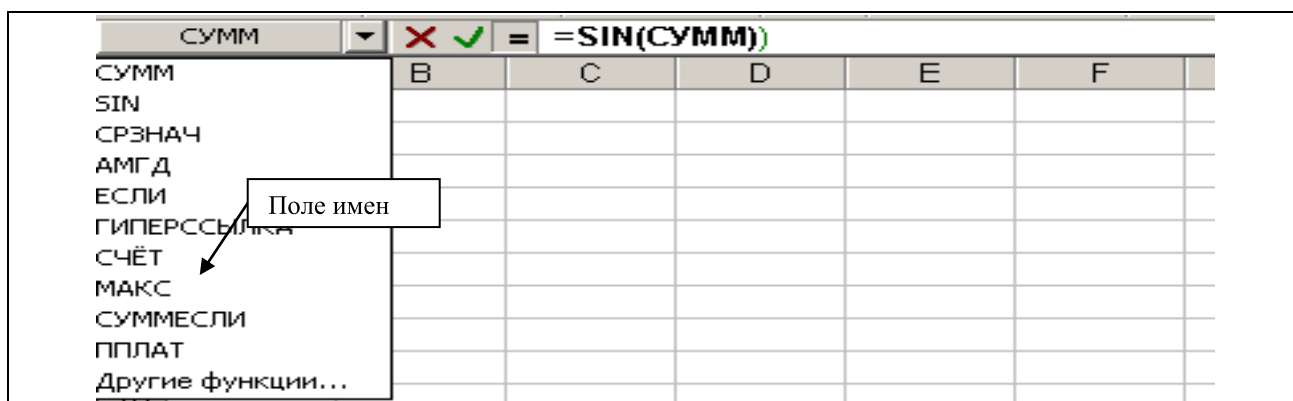 СУММ = =SIN(СУММ))
СУММ B C D E F
SIN
СРЗНАЧ
АМГД
ЕСЛИ
Поле имен
ГИПЕРССЫЛКА
СЧЁТ
МАКС
СУММЕСЛИ
ППЛАТ
Другие функции...